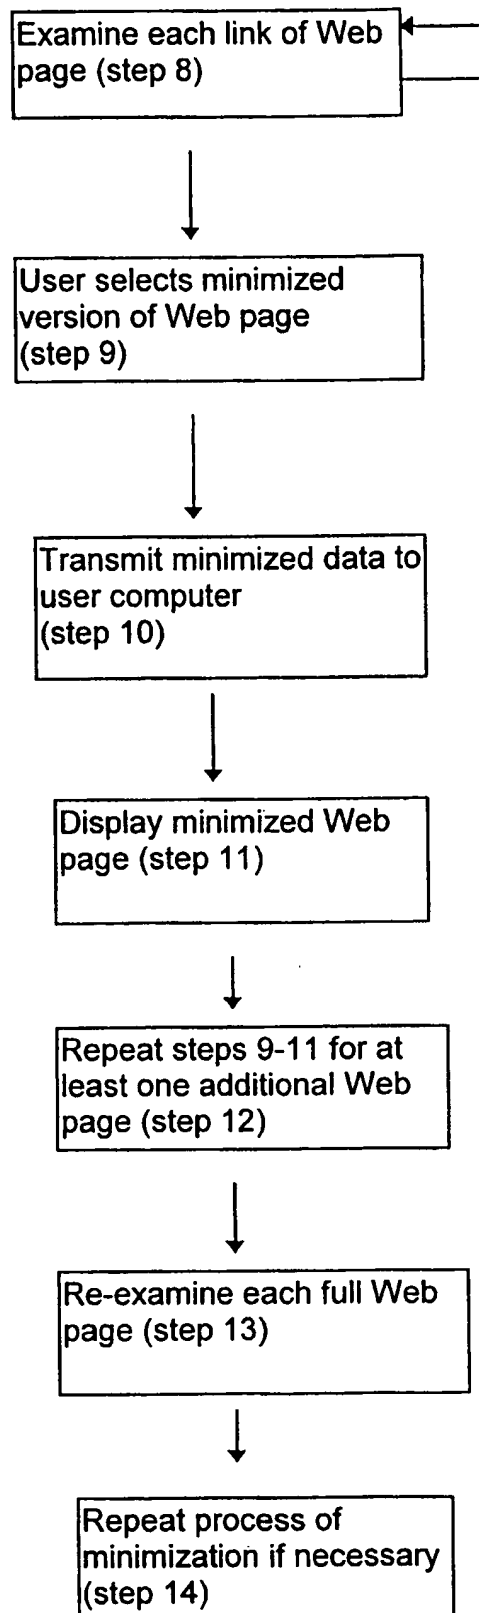 Examine each link of Web
page (step 8)
User selects minimized
version of Web page
(step 9)
Transmit minimized data to
user computer
(step 10)
Display minimized Web
page (step 11)
Repeat steps 9-11 for at
least one additional Web
page (step 12)
Re-examine each full Web
page (step 13)
Repeat process of
minimization if necessary
(step 14)